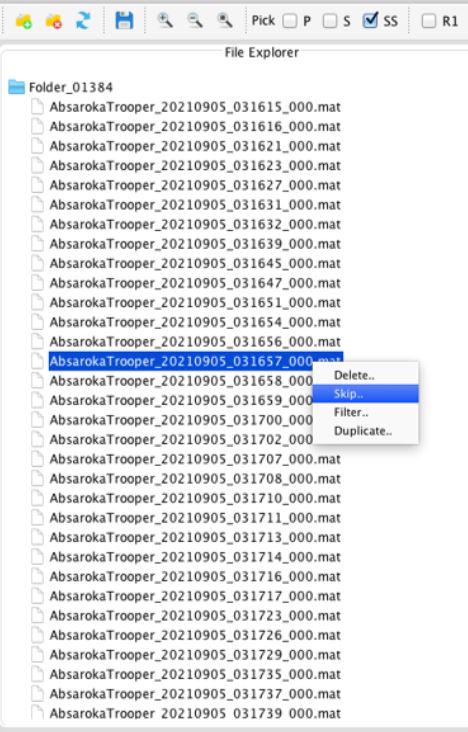 Pick P S SS R1
File Explorer
Folder_01384
AbsarokaTrooper_20210905_031615_000.mat
AbsarokaTrooper_20210905_031616_000.mat
AbsarokaTrooper_20210905_031621_000.mat
AbsarokaTrooper_20210905_031623_000.mat
AbsarokaTrooper_20210905_031627_000.mat
AbsarokaTrooper_20210905_031631_000.mat
AbsarokaTrooper_20210905_031632_000.mat
AbsarokaTrooper_20210905_031639_000.mat
AbsarokaTrooper_20210905_031645_000.mat
AbsarokaTrooper_20210905_031647_000.mat
AbsarokaTrooper_20210905_031651_000.mat
AbsarokaTrooper_20210905_031654_000.mat
AbsarokaTrooper_20210905_031656_000.mat
AbsarokaTrooper_20210905_031657_000.mat
AbsarokaTrooper_20210905_031658_000
AbsarokaTrooper_20210905_031659_000
AbsarokaTrooper_20210905_031700_000
AbsarokaTrooper_20210905_031702_000
Delete..
Skip..
Filter..
Duplicate..
AbsarokaTrooper_20210905_031707_000.mat
AbsarokaTrooper_20210905_031708_000.mat
AbsarokaTrooper_20210905_031710_000.mat
AbsarokaTrooper_20210905_031711_000.mat
AbsarokaTrooper_20210905_031713_000.mat
AbsarokaTrooper_20210905_031714_000.mat
AbsarokaTrooper_20210905_031716_000.mat
AbsarokaTrooper_20210905_031717_000.mat
AbsarokaTrooper_20210905_031723_000.mat
AbsarokaTrooper_20210905_031726_000.mat
AbsarokaTrooper_20210905_031729_000.mat
AbsarokaTrooper_20210905_031735_000.mat
AbsarokaTrooper_20210905_031737_000.mat
AbsarokaTrooper_20210905_031739_000.mat